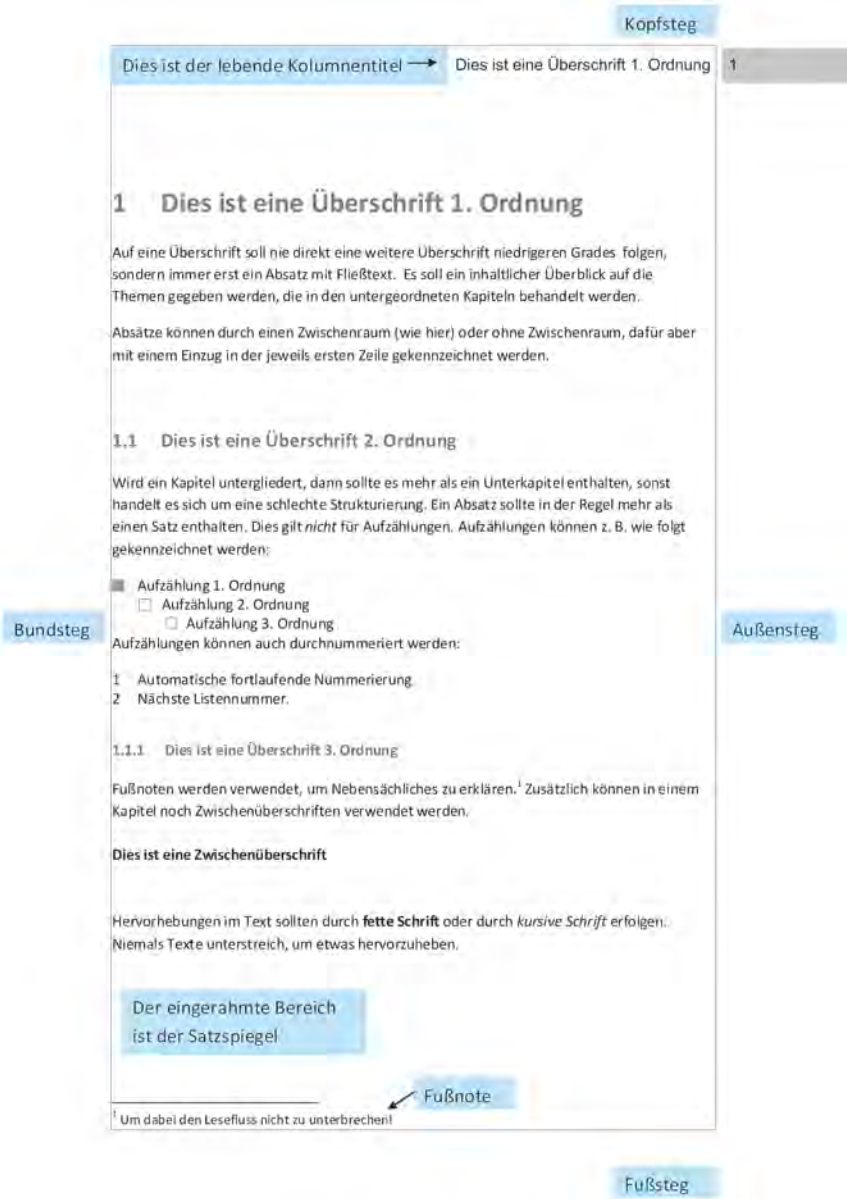 Kopfsteg
Dies ist der lebende Kolumnentitel Dies ist eine Überschrift 1. Ordnung 1
1 Dies ist eine Überschrift 1. Ordnung
Auf eine Überschrift soll nie direkt eine weitere Überschrift niedrigeren Grades folgen,
sondern immer erst ein Absatz mit Fließtext. Es soll ein inhaltlicher Überblick auf die
Themen gegeben werden, die in den untergeordneten Kapiteln behandelt werden.
Absätze können durch einen Zwischenraum (wie hier) oder ohne Zwischenraum, dafür aber
mit einem Einzug in der jeweils ersten Zeile gekennzeichnet werden.
1.1 Dies ist eine Überschrift 2. Ordnung
Wird ein Kapitel untergliedert, dann sollte es mehr als ein Unterkapitel enthalten, sonst
handelt es sich um eine schlechte Strukturierung. Ein Absatz sollte in der Regel mehr als
einen Satz enthalten. Dies gilt nicht für Aufzählungen. Aufzählungen können z. B. wie folgt
gekennzeichnet werden:
Aufzählung 1. Ordnung
Aufzählung 2. Ordnung
Aufzählung 3. Ordnung
Bundsteg
Außensteg
Aufzählungen können auch durchnummeriert werden:
1 Automatische fortlaufende Nummerierung
2 Nächste Listennummer.
1.1.1 Dies ist eine Überschrift 3. Ordnung
Fußnoten werden verwendet, um Nebensächliches zu erklären.¹ Zusätzlich können in einem
Kapitel noch Zwischenüberschriften verwendet werden.
Dies ist eine Zwischenüberschrift
Hervorhebungen im Text sollten durch fette Schrift oder durch kursive Schrift erfolgen.
Niemals Texte unterstreich, um etwas hervorzuheben.
Der eingerahmte Bereich
ist der Satzspiegel
Fußnote
¹ Um dabei den Lesefluss nicht zu unterbrechen!
Fußsteg